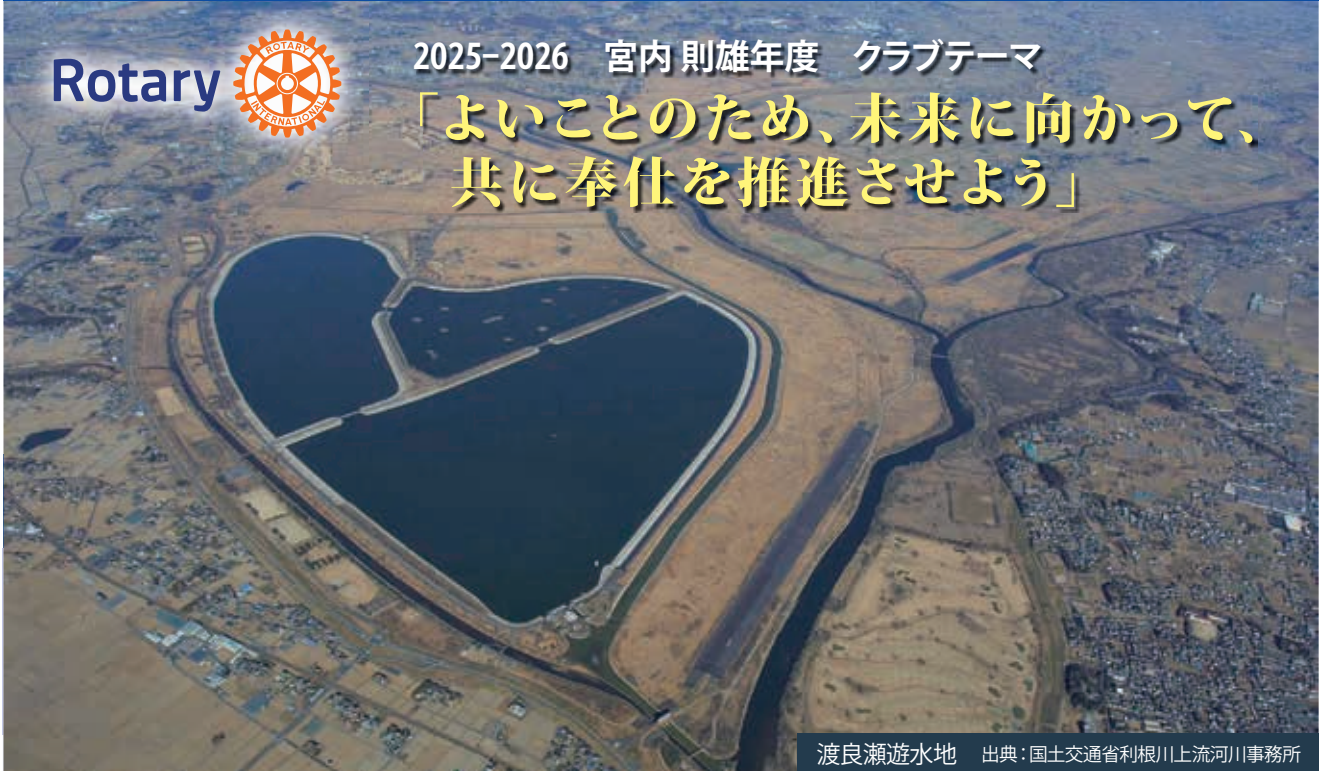 Rotary
ROTARY
INTERNATIONAL
2025-2026 宮内 則雄年度 クラブテーマ
「よいことのため、未来に向かって、
共に奉仕を推進させよう」
渡良瀬遊水地 出典:国土交通省利根川上流河川事務所